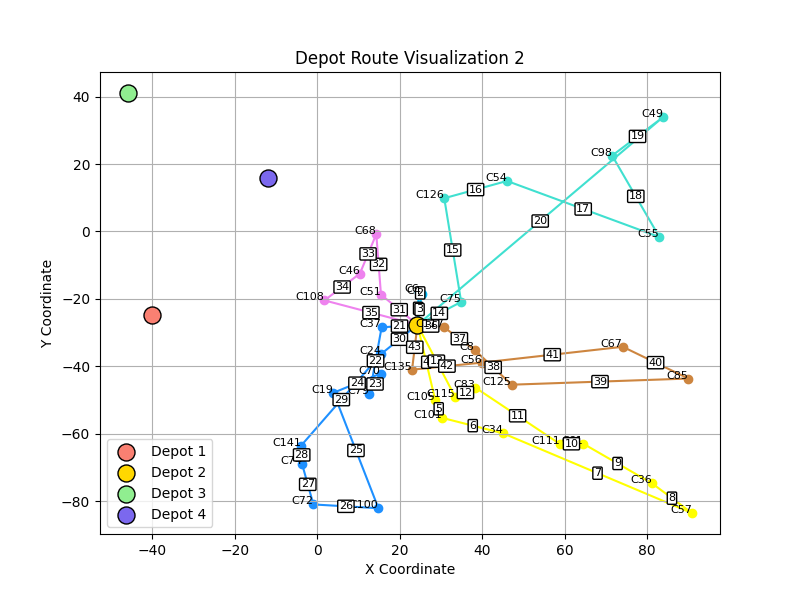 Depot Route Visualization 2
Y Coordinate
X Coordinate
40
20
0
−20
−40
−60
−80
−40
−20
0
20
40
60
80
Depot 1
Depot 2
Depot 3
Depot 4
C49
19
C98
18
C54
C126
16
17
20
C55
C68
15
33
32
C46
34
C51
C108
2
C75
35
31
3
14
C37
21
30
37
43
C8
C67
C24
22
C56
41
42
38
40
C135
C70
C85
C125
39
23
24
C19
29
C83
12
C115
C105
5
C101
11
6
C34
C111
10
C141
28
25
9
7
27
C36
8
C72
26
C100
C57